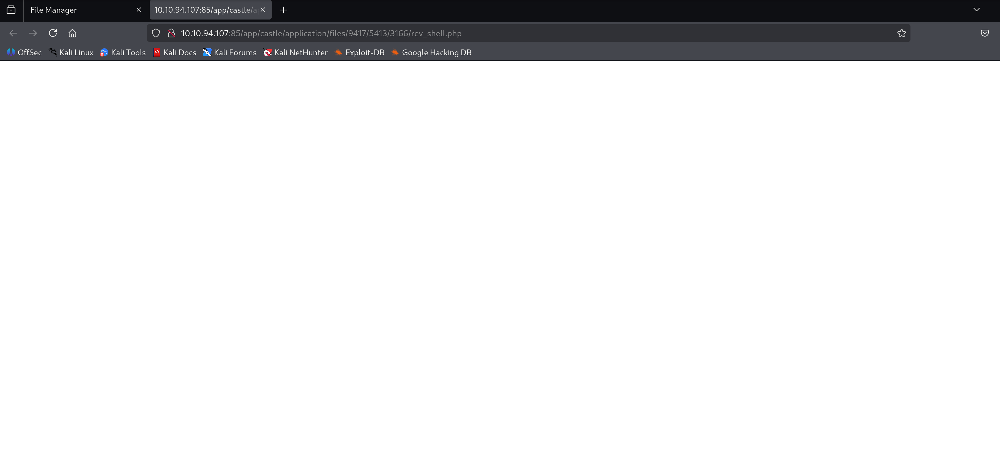 File Manager
10.10.94.107:85/app/castle/a
10.10.94.107:85/app/castle/application/files/9417/5413/3166/rev_shell.php
OffSec Kali Linux Kali Tools Kali Docs Kali Forums Kali NetHunter Exploit-DB Google Hacking DB